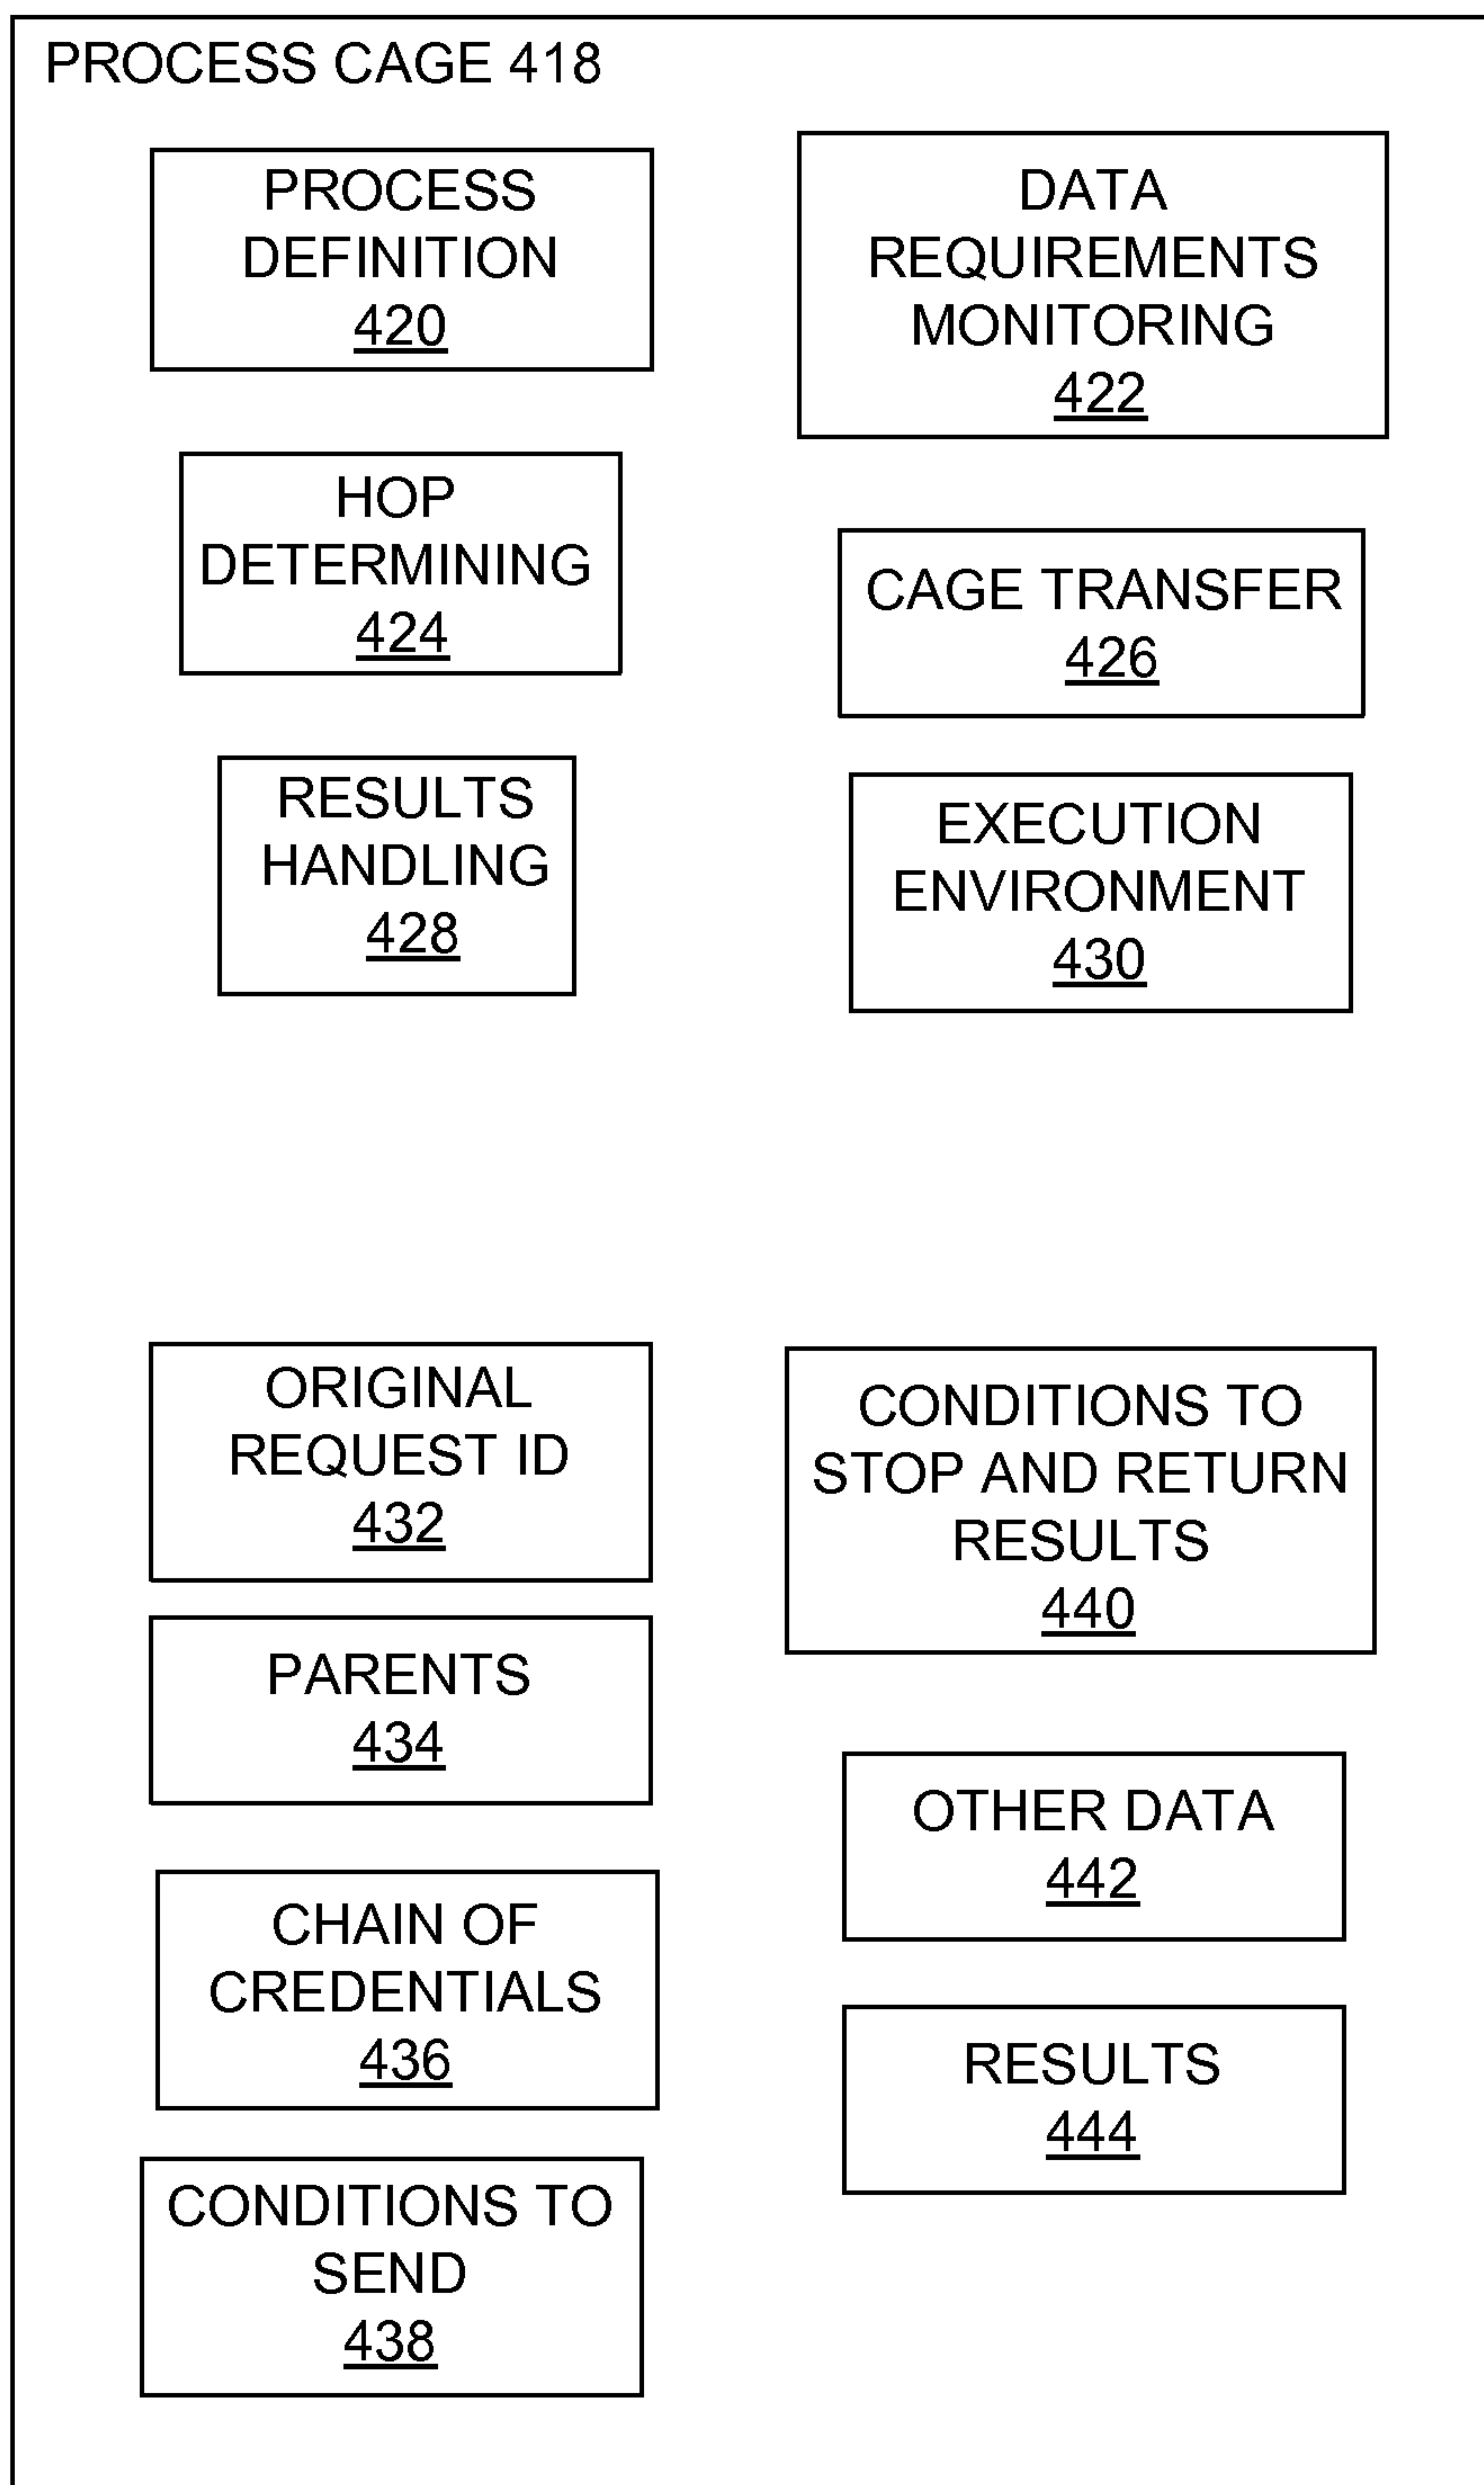 PROCESS CAGE 418
PROCESS
DEFINITION
420
DATA
REQUIREMENTS
MONITORING
422
HOP
DETERMINING
424
CAGE TRANSFER
426
RESULTS
HANDLING
428
EXECUTION
ENVIRONMENT
430
ORIGINAL
REQUEST ID
432
PARENTS
434
CHAIN OF
CREDENTIALS
436
CONDITIONS TO
SEND
438
CONDITIONS TO
STOP AND RETURN
RESULTS
440
OTHER DATA
442
RESULTS
444